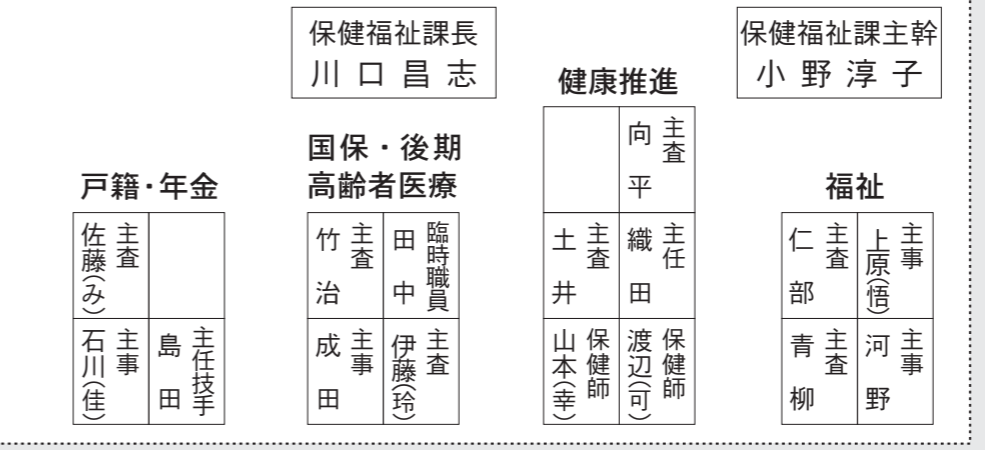 保健福祉課長
川口昌志
保健福祉課主幹
小野淳子
戸籍・年金
主査
佐藤(み)
主事
石川(佳)
主任技手
島田
国保・後期
高齢者医療
主査
竹治
臨時職員
田中
主事
成田
主査
伊藤(玲)
健康推進
主査
向平
主査
土井
主任
織田
保健師
山本(幸)
保健師
渡辺(可)
福祉
主査
仁部
主事
上原(悟)
主査
青柳
主事
河野